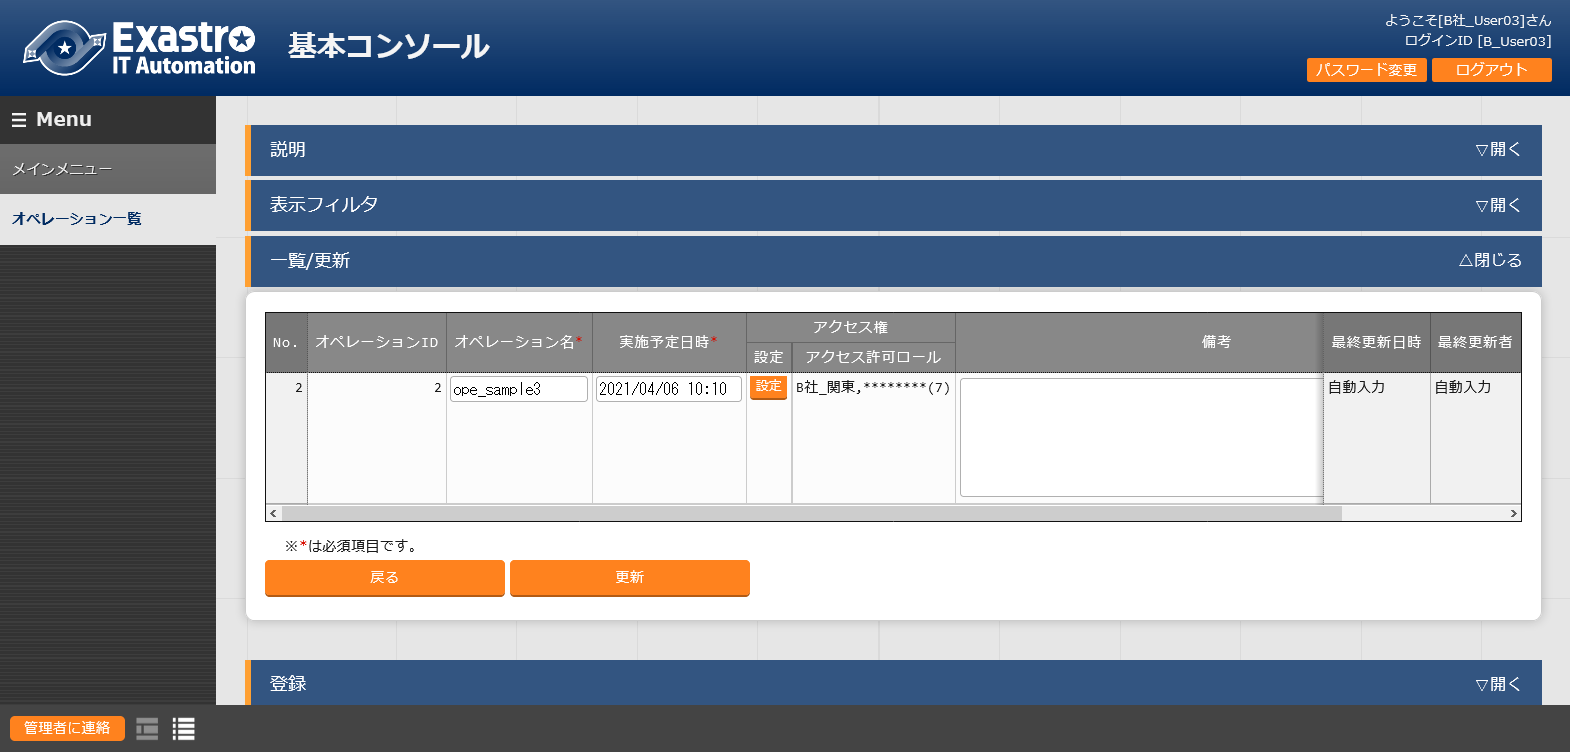 Exastro
IT Automation
基本コンソール
ようこそ[B社_User03]さん
ログインID [B_User03]
パスワード変更 ログアウト
Menu
メインメニュー
オペレーション一覧
説明 ▽開く
表示フィルタ ▽開く
一覧/更新 △閉じる
No. オペレーションID オペレーション名* 実施予定日時* アクセス権 備考 最終更新日時 最終更新者
設定 アクセス許可ロール
2 2 ope_sample3 2021/04/06 10:10 設定 B社_関東,********(7) 自動入力 自動入力
※*は必須項目です。
戻る 更新
登録 ▽開く
管理者に連絡